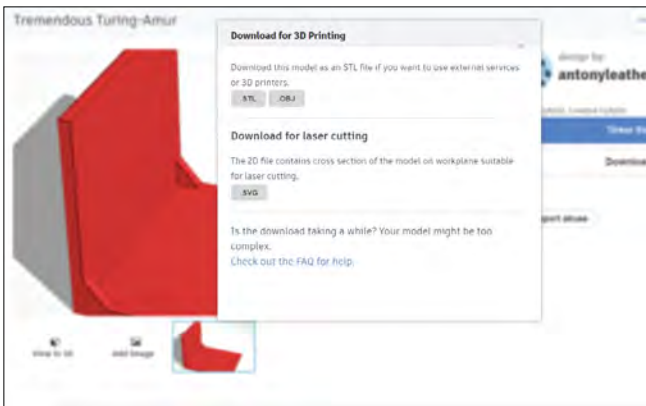 Tremendous Turing-Amur
Download for 3D Printing
Download this model as an STL file if you want to use external services
or 3D printers.
.STL .OBJ
Download for laser cutting
The 2D file contains cross section of the model on workplane suitable
for laser cutting.
.SVG
Is the download taking a while? Your model might be too
complex.
Check out the FAQ for help.
design by
antonyleathe
Tinker
Download
port abuse
View in 3D
Add Image